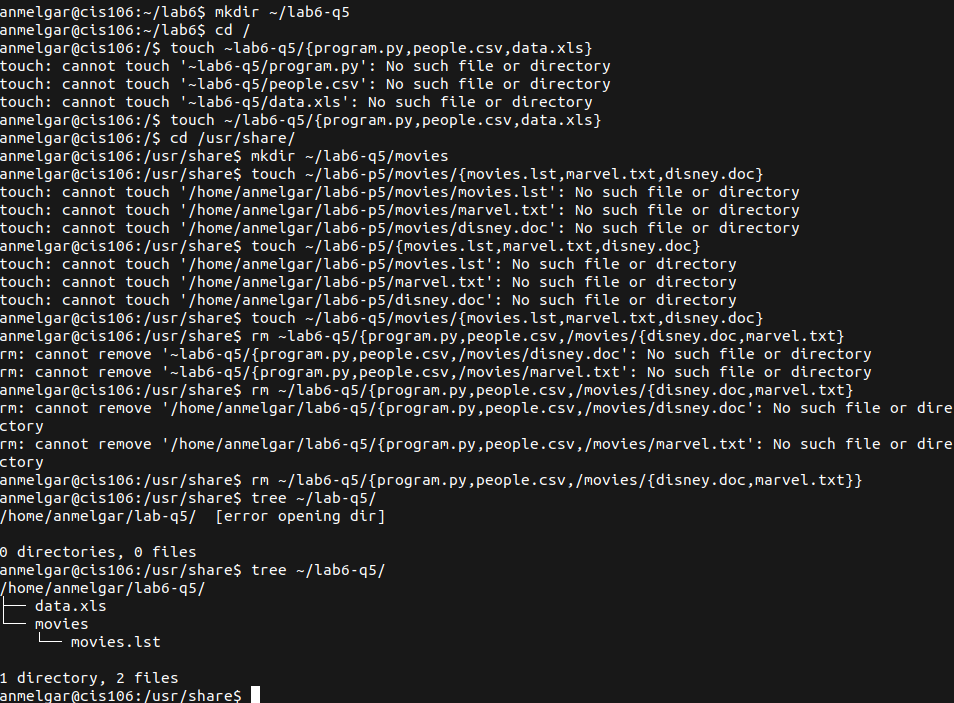 anmelgar@cis106:~/lab6$ mkdir ~/lab6-q5
anmelgar@cis106:~/lab6$ cd /
anmelgar@cis106:/$ touch ~lab6-q5/{program.py,people.csv,data.xls}
touch: cannot touch '~lab6-q5/program.py': No such file or directory
touch: cannot touch '~lab6-q5/people.csv': No such file or directory
touch: cannot touch '~lab6-q5/data.xls': No such file or directory
anmelgar@cis106:/$ touch ~/lab6-q5/{program.py,people.csv,data.xls}
anmelgar@cis106:/$ cd /usr/share/
anmelgar@cis106:/usr/share$ mkdir ~/lab6-q5/movies
anmelgar@cis106:/usr/share$ touch ~/lab6-p5/movies/{movies.lst,marvel.txt,disney.doc}
touch: cannot touch '/home/anmelgar/lab6-p5/movies/movies.lst': No such file or directory
touch: cannot touch '/home/anmelgar/lab6-p5/movies/marvel.txt': No such file or directory
touch: cannot touch '/home/anmelgar/lab6-p5/movies/disney.doc': No such file or directory
anmelgar@cis106:/usr/share$ touch ~/lab6-p5/{movies.lst,marvel.txt,disney.doc}
touch: cannot touch '/home/anmelgar/lab6-p5/movies.lst': No such file or directory
touch: cannot touch '/home/anmelgar/lab6-p5/marvel.txt': No such file or directory
touch: cannot touch '/home/anmelgar/lab6-p5/disney.doc': No such file or directory
anmelgar@cis106:/usr/share$ touch ~/lab6-q5/movies/{movies.lst,marvel.txt,disney.doc}
anmelgar@cis106:/usr/share$ rm ~lab6-q5/{program.py,people.csv,/movies/{disney.doc,marvel.txt}
rm: cannot remove '~lab6-q5/{program.py,people.csv,/movies/disney.doc': No such file or directory
rm: cannot remove '~lab6-q5/{program.py,people.csv,/movies/marvel.txt': No such file or directory
anmelgar@cis106:/usr/share$ rm ~/lab6-q5/{program.py,people.csv,/movies/{disney.doc,marvel.txt}
rm: cannot remove '/home/anmelgar/lab6-q5/{program.py,people.csv,/movies/disney.doc': No such file or dire
ctory
rm: cannot remove '/home/anmelgar/lab6-q5/{program.py,people.csv,/movies/marvel.txt': No such file or dire
ctory
anmelgar@cis106:/usr/share$ rm ~/lab6-q5/{program.py,people.csv,/movies/{disney.doc,marvel.txt}}
anmelgar@cis106:/usr/share$ tree ~/lab-q5/
/home/anmelgar/lab-q5/  [error opening dir]
0 directories, 0 files
anmelgar@cis106:/usr/share$ tree ~/lab6-q5/
/home/anmelgar/lab6-q5/
├── data.xls
└── movies
    └── movies.lst
1 directory, 2 files
anmelgar@cis106:/usr/share$